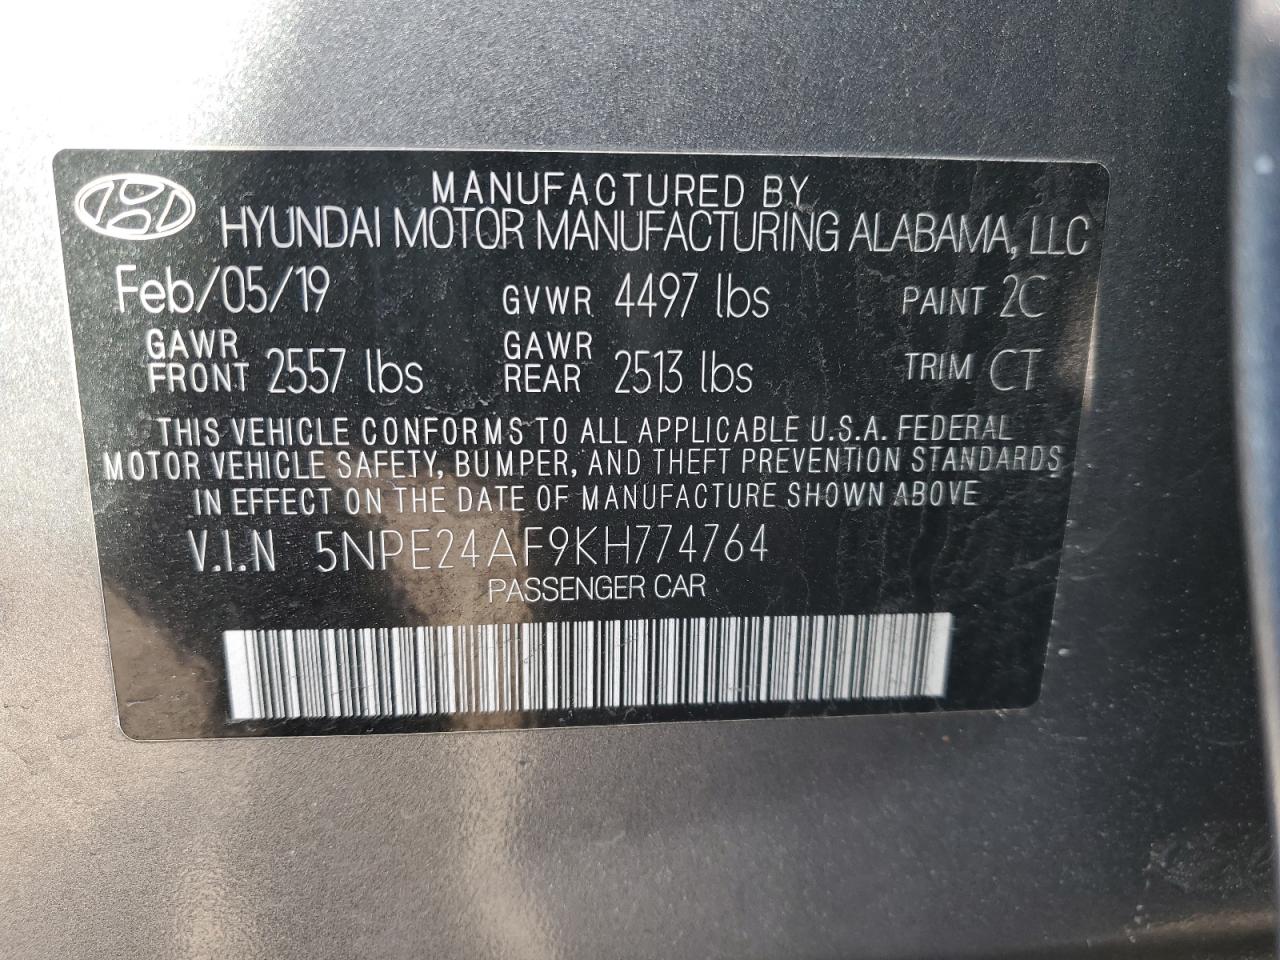 MANUFACTURED BY
HYUNDAI MOTOR MANUFACTURING ALABAMA, LLC
Feb/05/19 GVWR 4497 lbs PAINT 2C
GAWR FRONT 2557 lbs GAWR REAR 2513 lbs TRIM CT
THIS VEHICLE CONFORMS TO ALL APPLICABLE U.S.A. FEDERAL
MOTOR VEHICLE SAFETY, BUMPER, AND THEFT PREVENTION STANDARDS
IN EFFECT ON THE DATE OF MANUFACTURE SHOWN ABOVE
V.I.N 5NPE24AF9KH774764
PASSENGER CAR